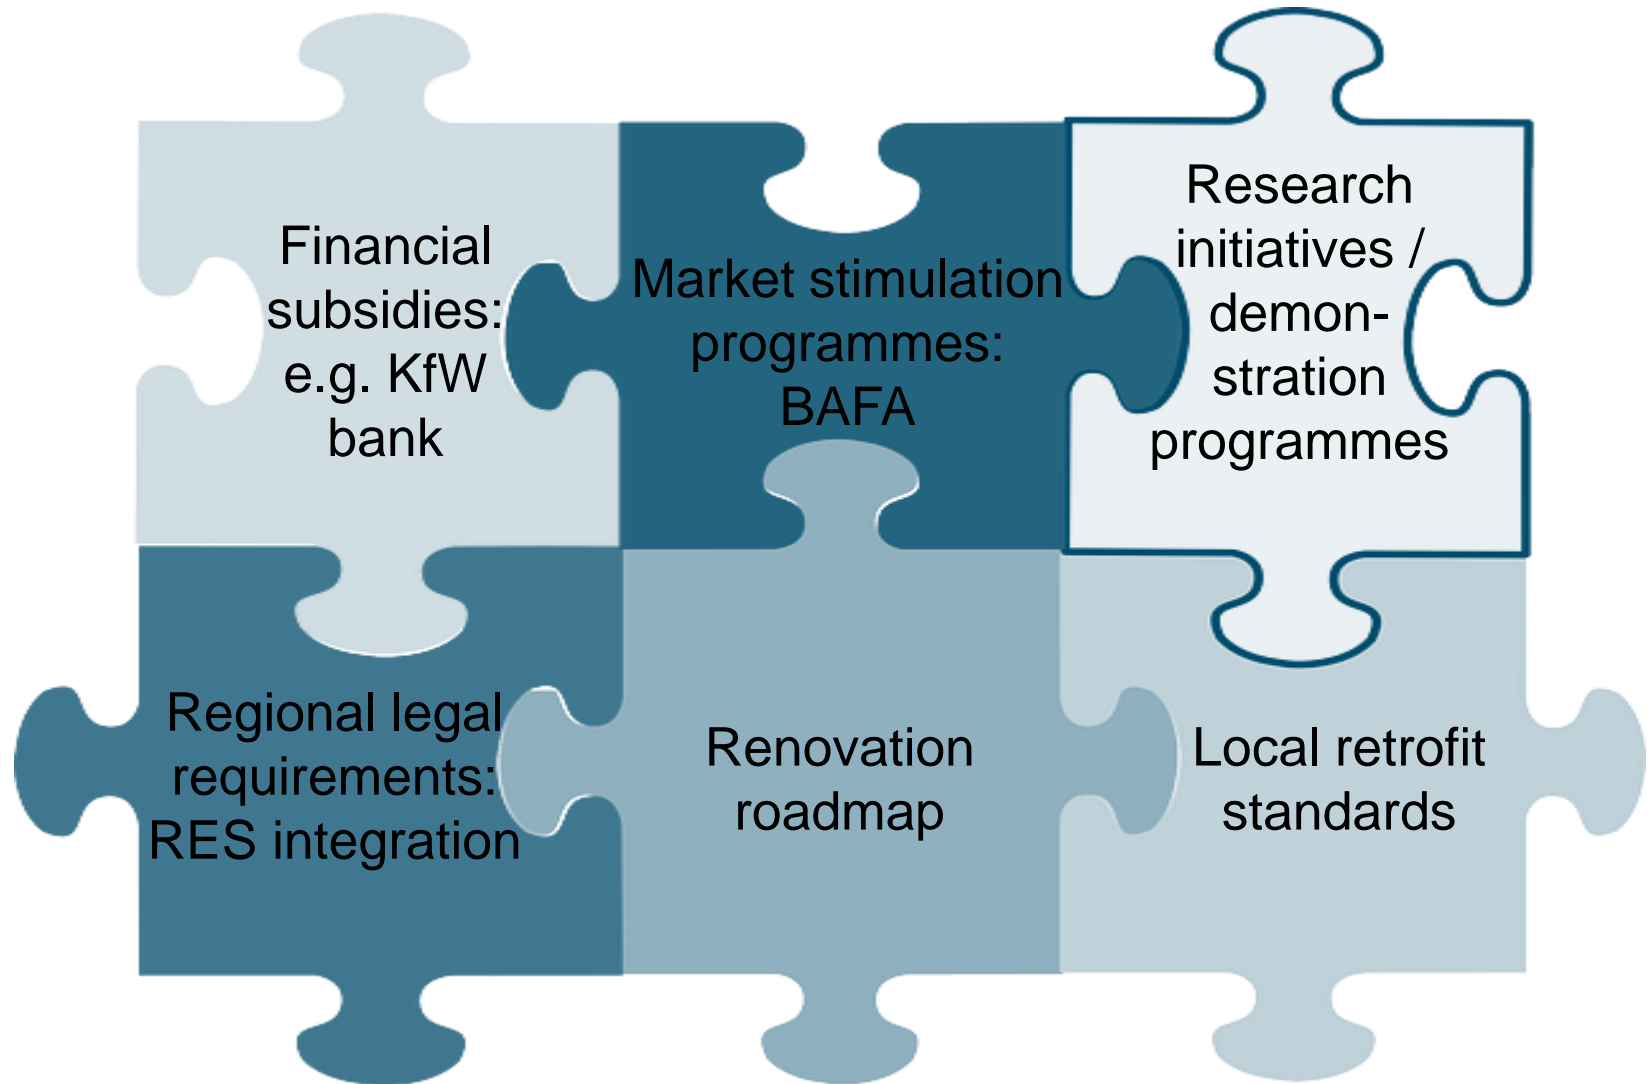 Financial
subsidies:
e.g. KfW
bank
Market stimulation
programmes:
BAFA
Research
initiatives /
demon-
stration
programmes
Regional legal
requirements:
RES integration
Renovation
roadmap
Local retrofit
standards